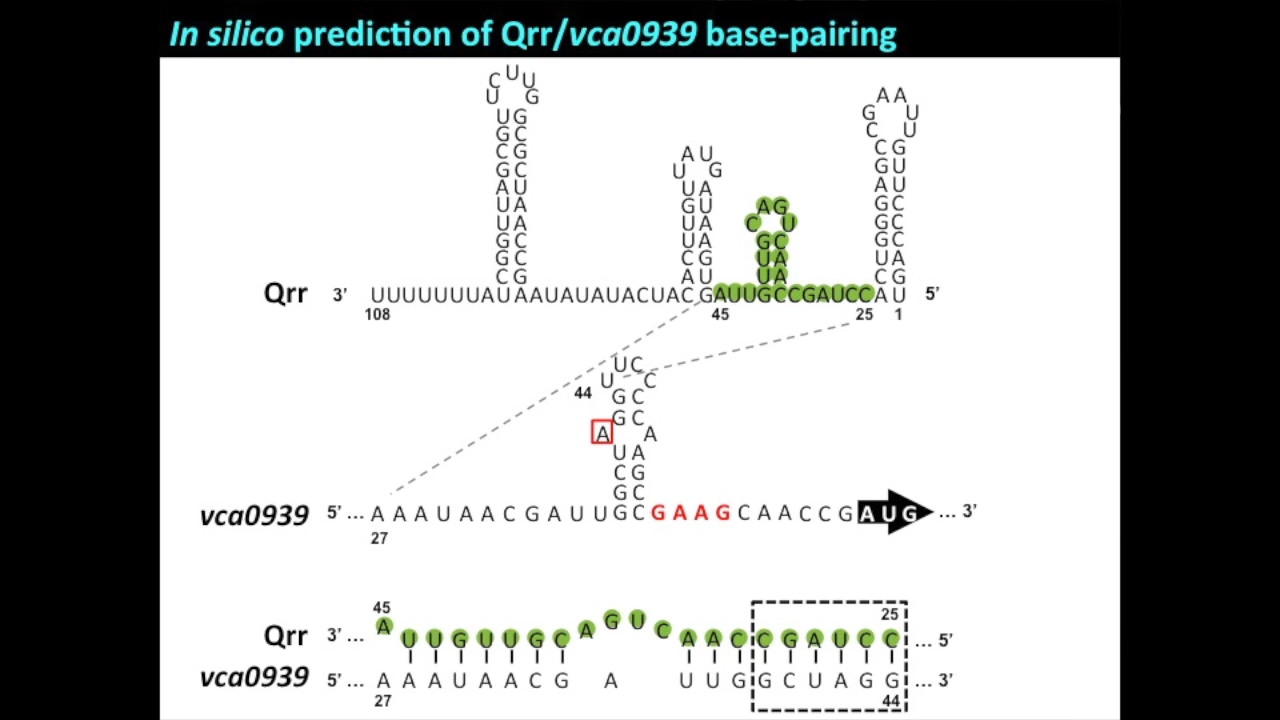 In silico prediction of Qrr/vca0939 base-pairing
U U
C U
U G
U G
G C
C G
G C
A U
U A
U A
G C
G C
C G
A A
G U
C U
C G
G U
A U
G C
G C
G C
U A
C G
A U
U G
U A
G U
U A
U A
C G
A U
A G
C U
G C
U A
U A
Qrr 3' UUUUUUUAUAAUAUAUACUACGAUUGCCGAUCCAU 5'
108 45 25 1
U C
U C
44
G C
G C
A A
U A
C G
G C
vca0939 5' ... AAAUAACGAUUGCGAAGCAACCGAUG ... 3'
27
45 25
Qrr 3' ... AUUGUUGCAGUCAACCGAUCC ... 5'
vca0939 5' ... AAAUAACG A UUGGCUAGG ... 3'
27 44